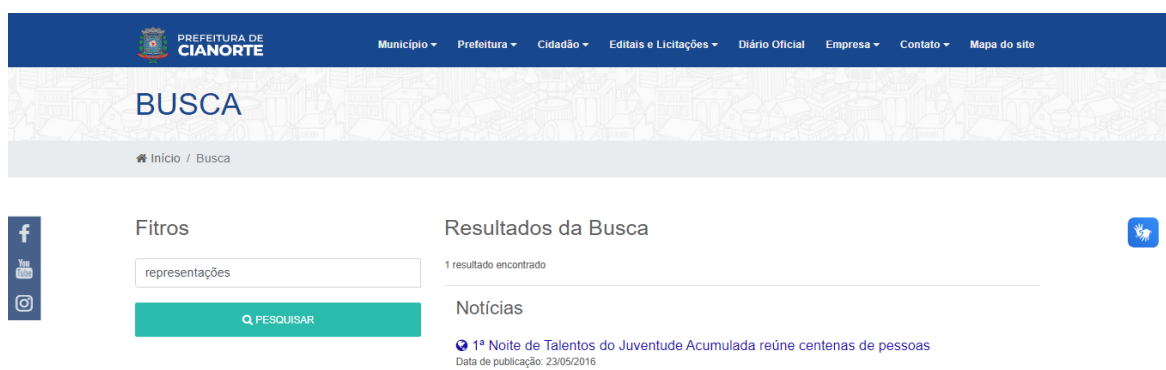 PREFEITURA DE
CIANORTE
Município
Prefeitura
Cidadão
Editais e Licitações
Diário Oficial
Empresa
Contato
Mapa do site
BUSCA
Início / Busca
Fitros
representações
PESQUISAR
You
Tube
Resultados da Busca
1 resultado encontrado
Notícias
1ª Noite de Talentos do Juventude Acumulada reúne centenas de pessoas
Data de publicação: 23/05/2016